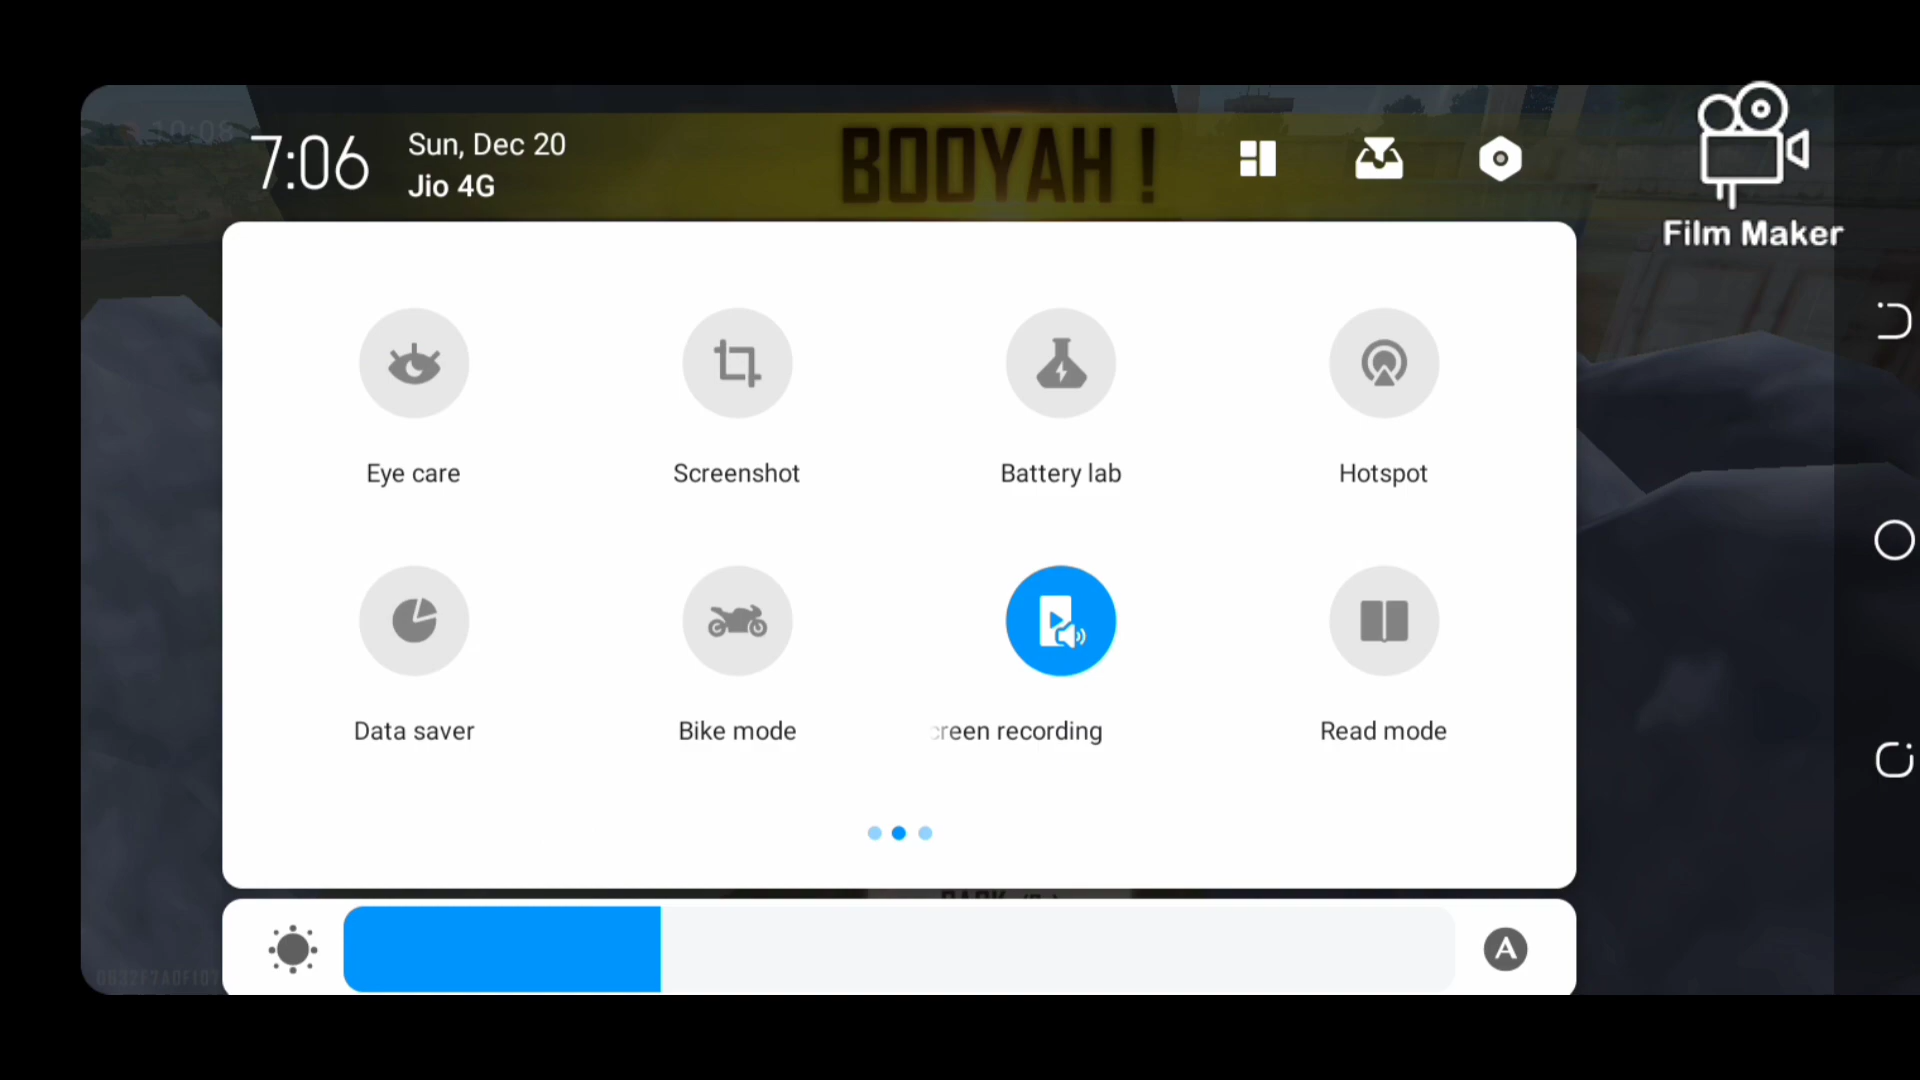 7:06
Sun, Dec 20
Jio 4G
BOOYAH !
Film Maker
Eye care
Screenshot
Battery lab
Hotspot
Data saver
Bike mode
creen recording
Read mode
A